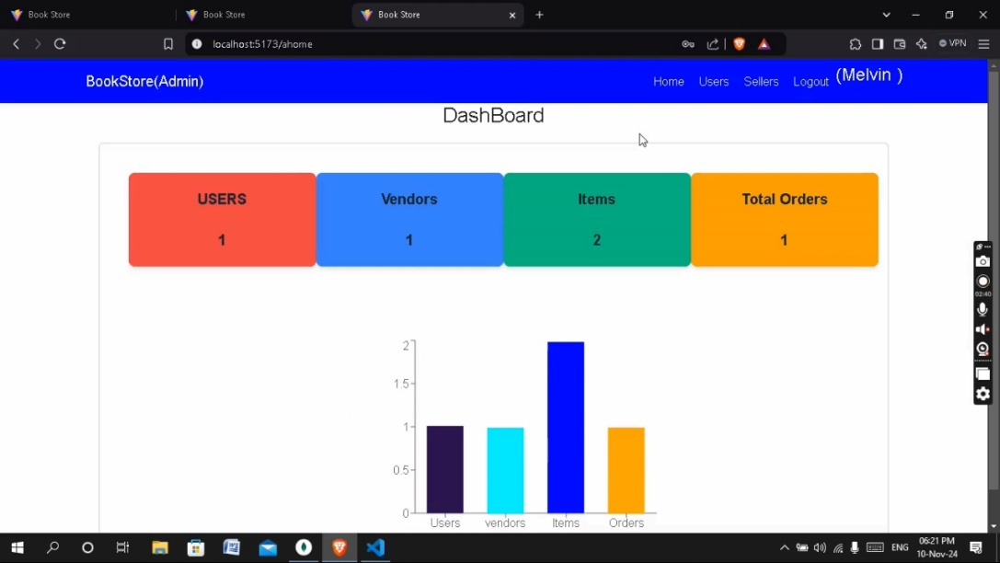 Book Store
Book Store
Book Store
localhost:5173/ahome
VPN
BookStore(Admin)
Home Users Sellers Logout (Melvin )
DashBoard
USERS
1
Vendors
1
Items
2
Total Orders
1
2
1.5
1
0.5
0
Users vendors Items Orders
02:40
ENG
06:21 PM
10-Nov-24